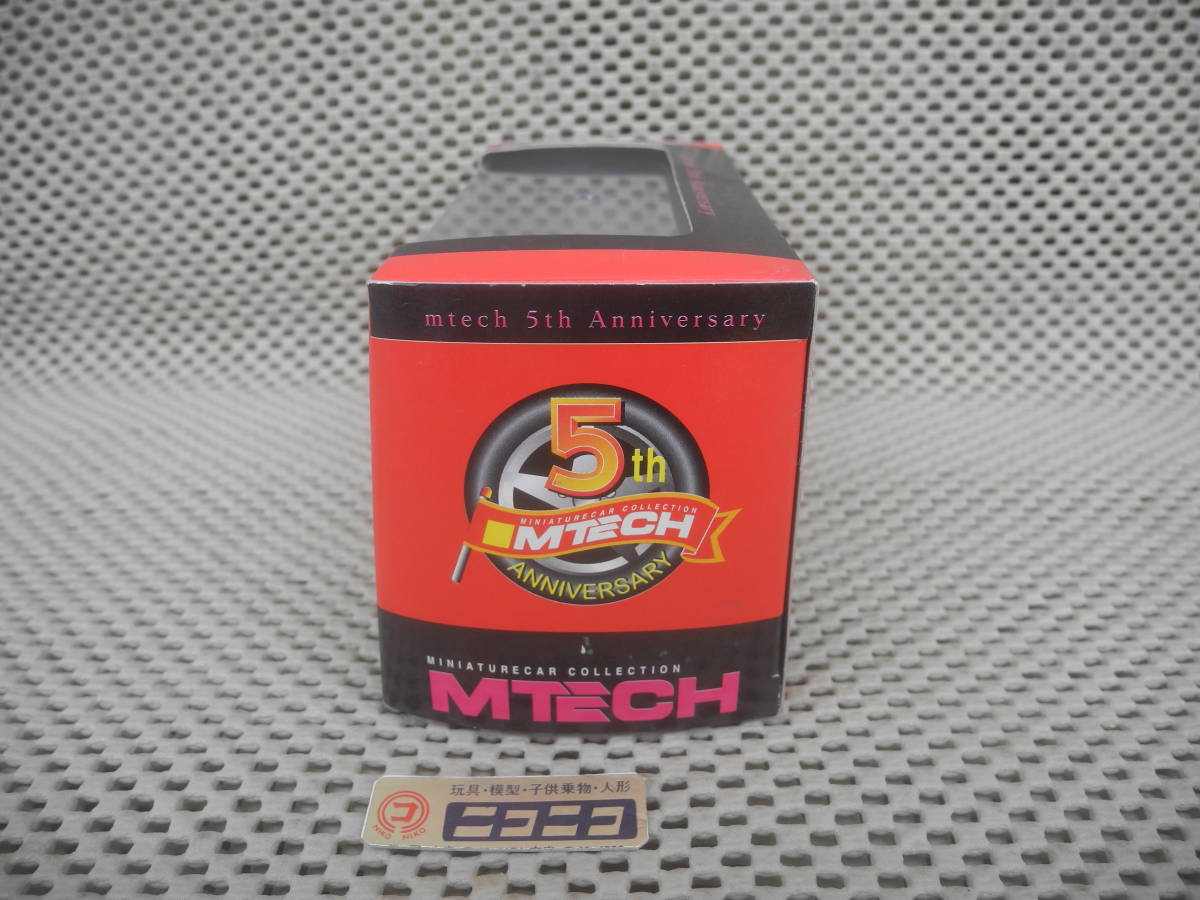 mtech 5th Anniversary
5th
MINIATURECAR COLLECTION
MTECH
ANNIVERSARY
MINIATURECAR COLLECTION
MTECH
玩具・模型・子供乗物・人形
コ
NIKO NIKO
ニコニコ